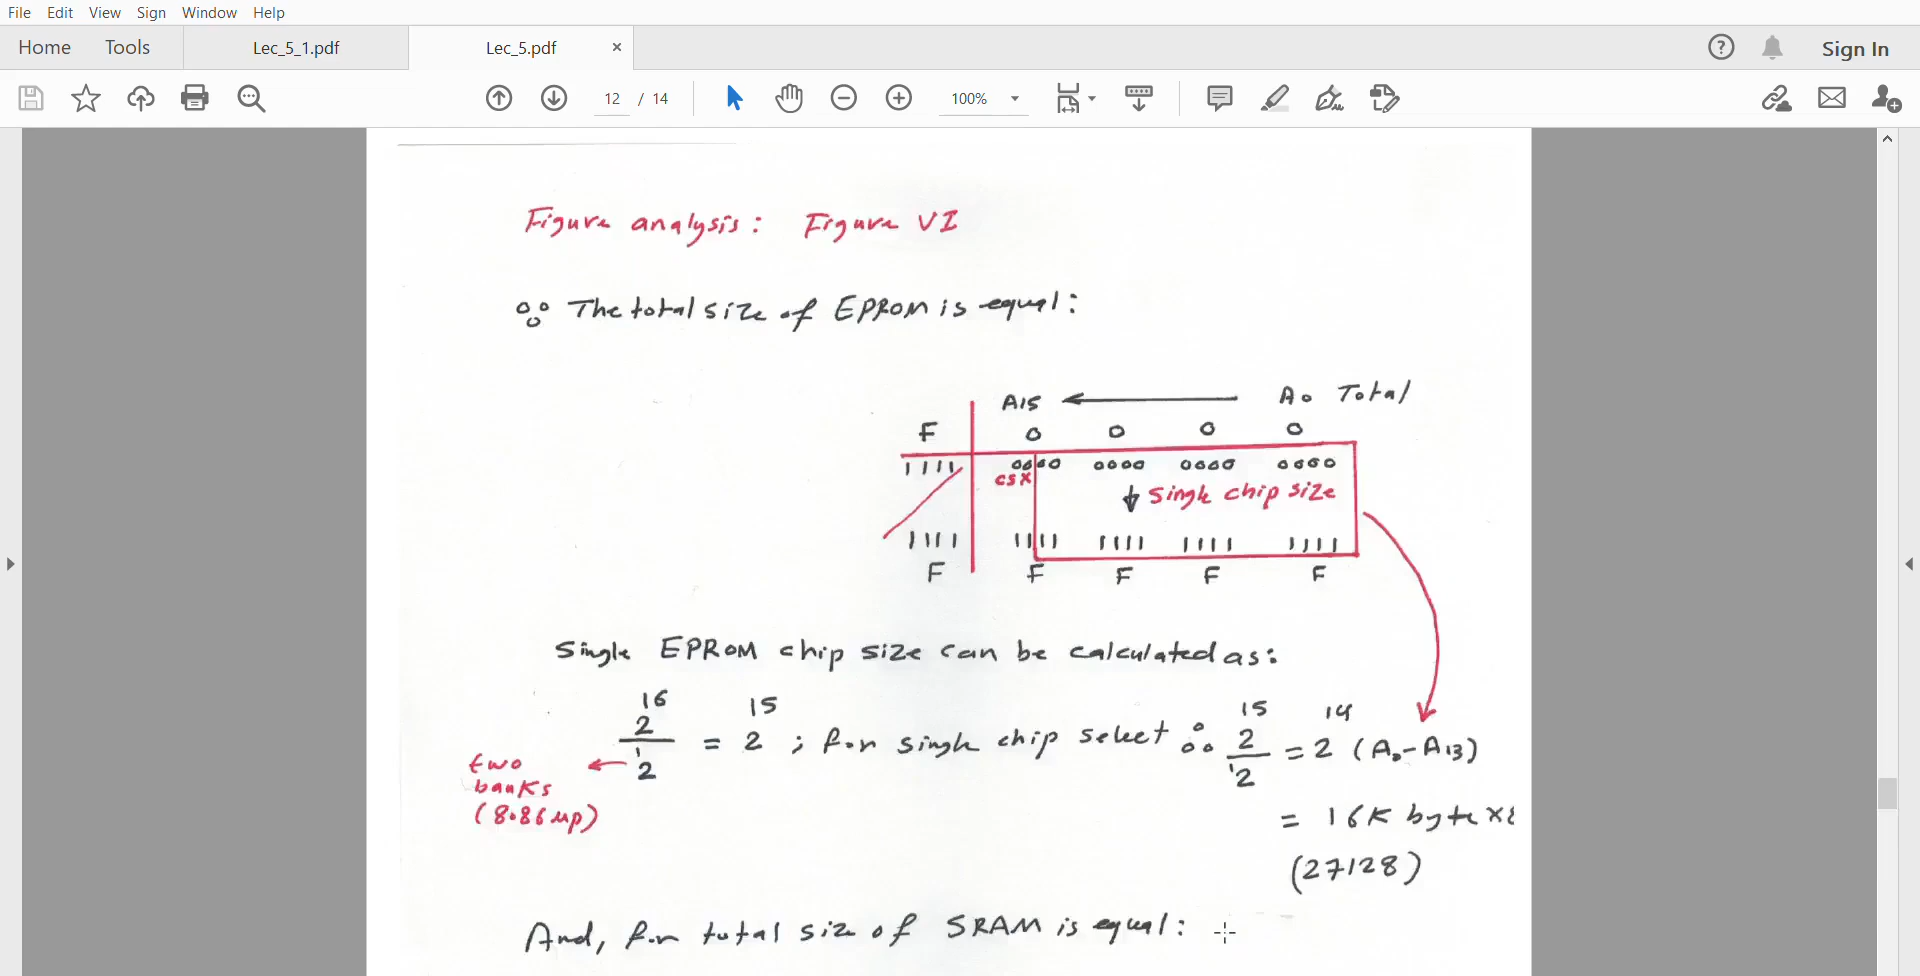 File Edit View Sign Window Help
Home Tools Lec_5_1.pdf Lec_5.pdf × Sign In
12 / 14 100%
Figure analysis: Figure VI
The total size of EPROM is equal:
A15 A0 Total
F 0 0 0 0
1111 0000 0000 0000 0000
CSX
Single chip size
1111 1111 1111 1111 1111
F F F F F
Single EPROM chip size can be calculated as:
16 15 15 14
2 / 2¹ = 2 ; for single chip select 2 / 2¹ = 2 (A0-A13)
two
banks
(8086 μp)
= 16K byte x8
(27128)
And, for total size of SRAM is equal: